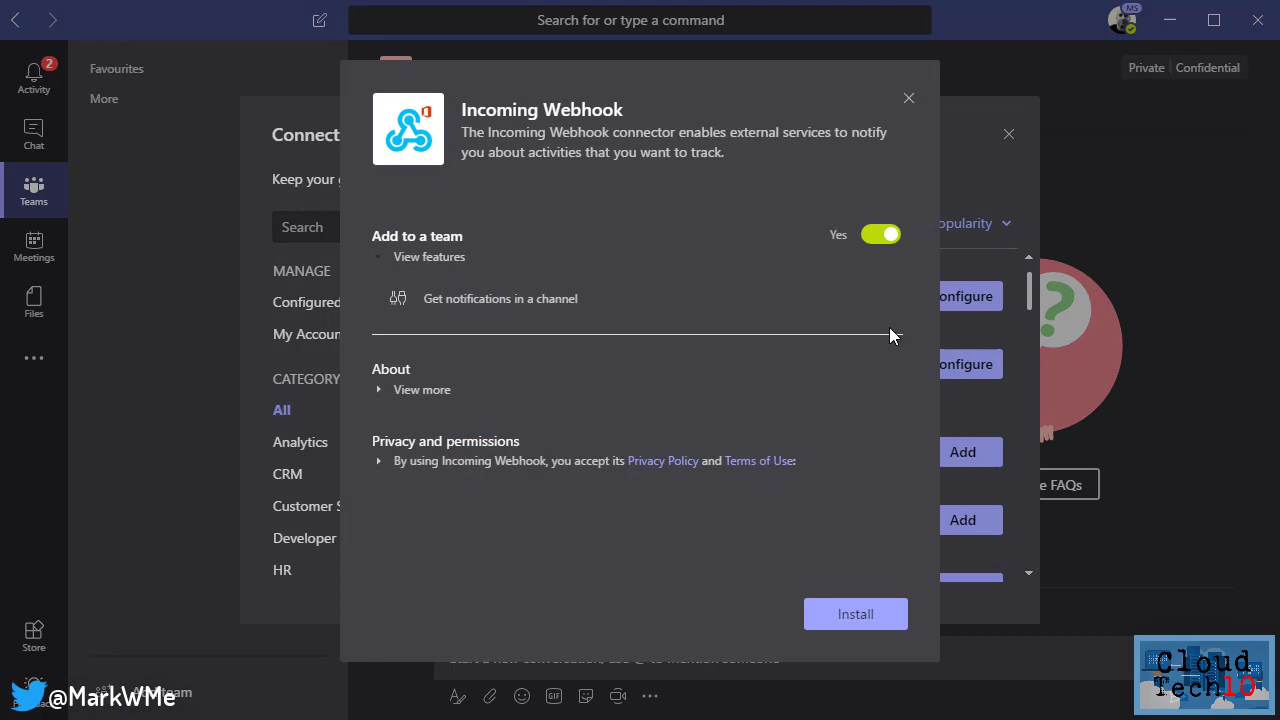 Search for or type a command
MS
2
Activity
Chat
Teams
Meetings
Files
Store
Favourites
More
Private
Confidential
Connect
Keep your
Search
MANAGE
Configured
My Accoun
CATEGORY
All
Analytics
CRM
Customer S
Developer
HR
opularity
onfigure
onfigure
Add
Add
?
e FAQs
Incoming Webhook
The Incoming Webhook connector enables external services to notify
you about activities that you want to track.
Add to a team
Yes
View features
Get notifications in a channel
About
View more
Privacy and permissions
By using Incoming Webhook, you accept its Privacy Policy and Terms of Use:
Install
GIF
@MarkWMe
team
Cloud
Tech10